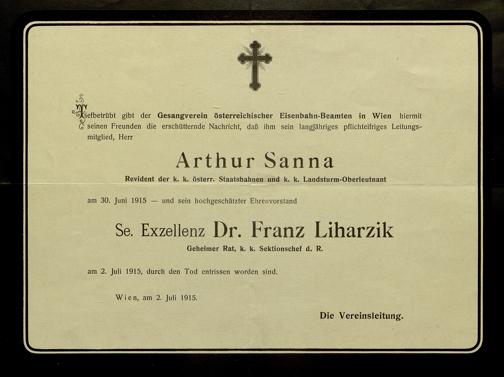 Tiefbetrübt gibt der Gesangverein österreichischer Eisenbahn-Beamten in Wien hiermit
seinen Freunden die erschütternde Nachricht, daß ihm sein langjähriges pflichteifriges Leitungs-
mitglied, Herr
Arthur Sanna
Revident der k. k. österr. Staatsbahnen und k. k. Landsturm-Oberleutnant
am 30. Juni 1915 — und sein hochgeschätzter Ehrenvorstand
Se. Exzellenz Dr. Franz Liharzik
Geheimer Rat, k. k. Sektionschef d. R.
am 2. Juli 1915, durch den Tod entrissen worden sind.
Wien, am 2. Juli 1915.
Die Vereinsleitung.